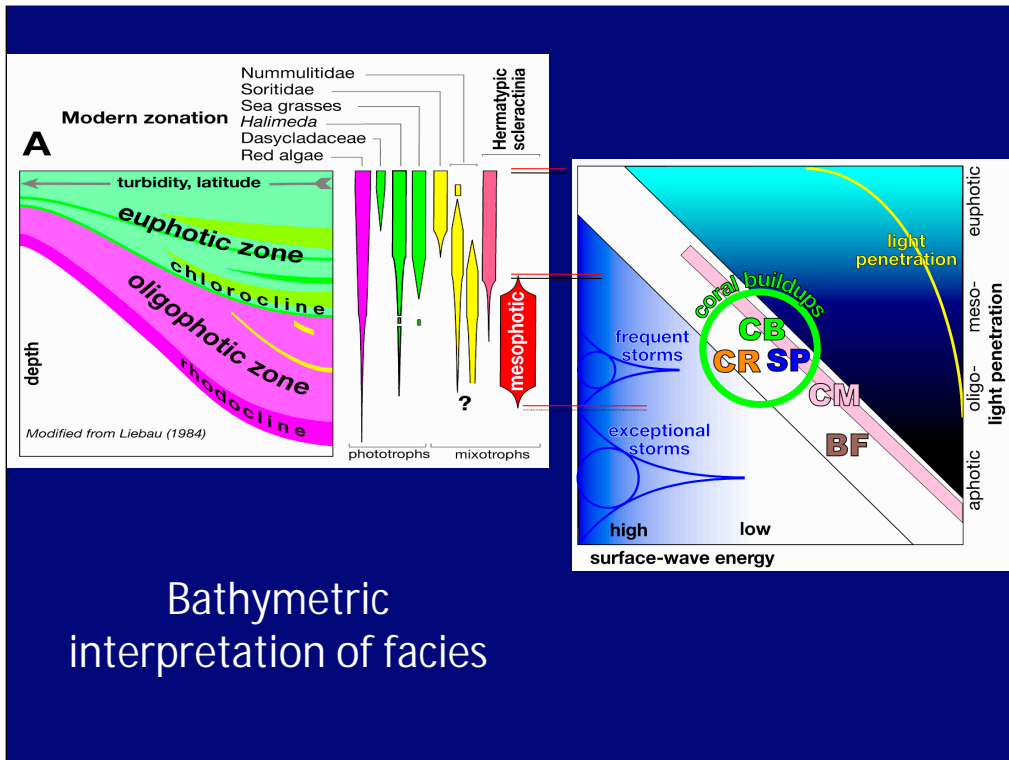 Nummulitidae
Soritidae
Sea grasses
Halimeda
Dasycladaceae
Red algae
Modern zonation
A
Hermatypic
scleractinia
turbidity, latitude
euphotic zone
chlorocline
oligophotic zone
rhodocline
depth
Modified from Liebau (1984)
?
phototrophs
mixotrophs
mesophotic
light
penetration
coral buildups
CB
CR SP
CM
BF
frequent
storms
exceptional
storms
high
low
surface-wave energy
euphotic
meso-
oligo-
aphotic
light penetration
Bathymetric
interpretation of facies